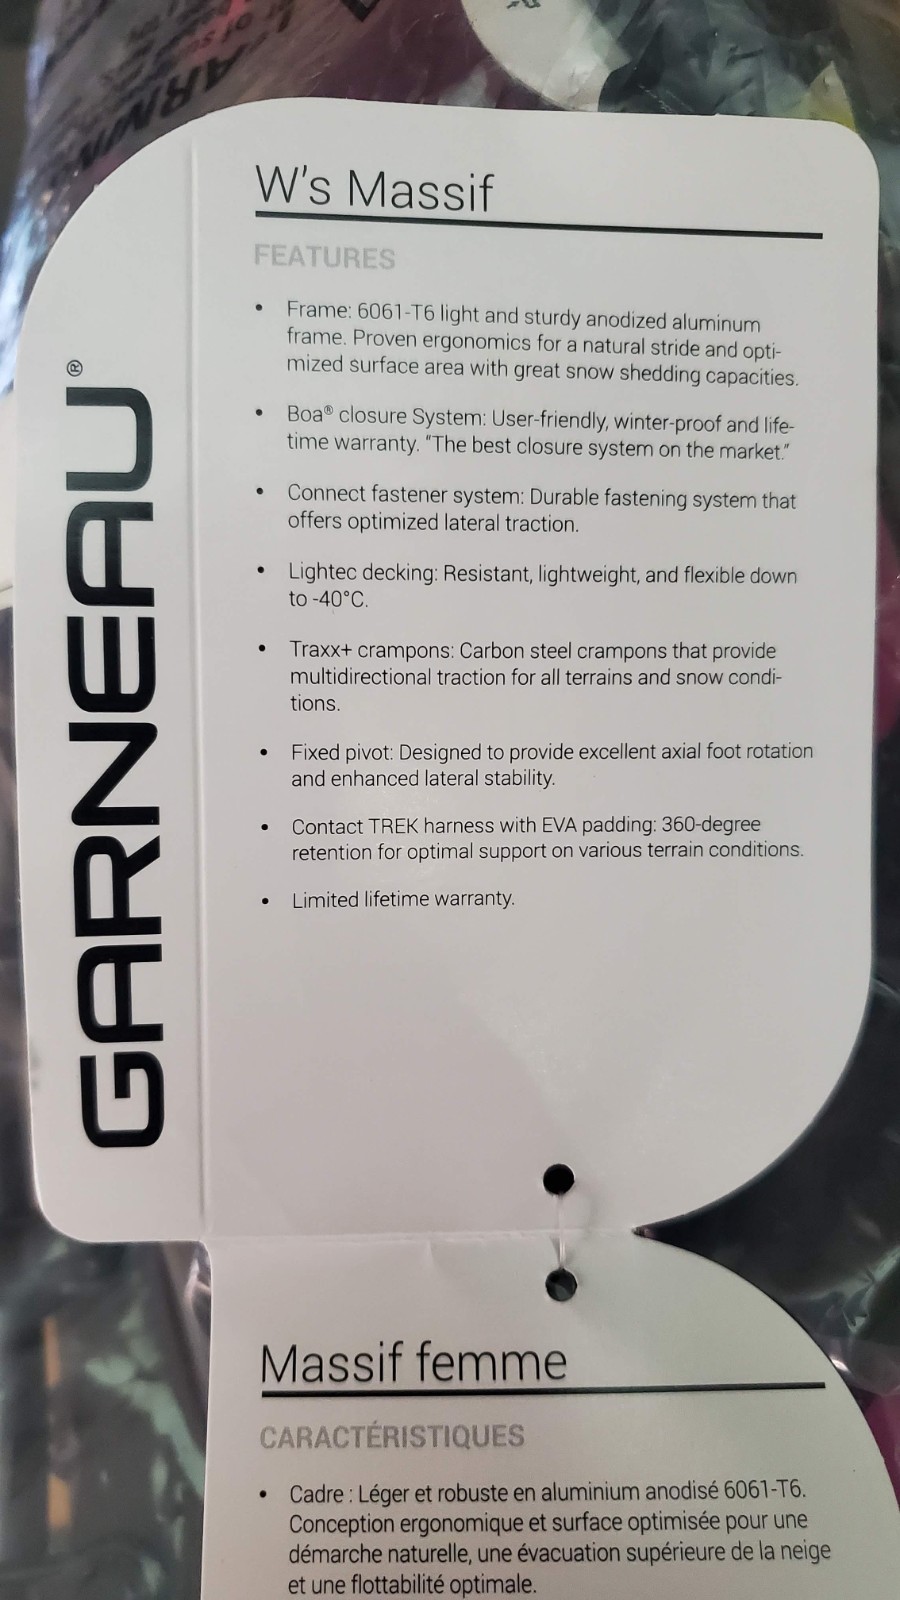 W's Massif
FEATURES
• Frame: 6061-T6 light and sturdy anodized aluminum
frame. Proven ergonomics for a natural stride and opti-
mized surface area with great snow shedding capacities.
• Boa® closure System: User-friendly, winter-proof and life-
time warranty. "The best closure system on the market."
• Connect fastener system: Durable fastening system that
offers optimized lateral traction.
• Lightec decking: Resistant, lightweight, and flexible down
to -40°C.
• Traxx+ crampons: Carbon steel crampons that provide
multidirectional traction for all terrains and snow condi-
tions.
• Fixed pivot: Designed to provide excellent axial foot rotation
and enhanced lateral stability.
• Contact TREK harness with EVA padding: 360-degree
retention for optimal support on various terrain conditions.
• Limited lifetime warranty.
GARNEAU®
Massif femme
CARACTÉRISTIQUES
• Cadre : Léger et robuste en aluminium anodisé 6061-T6.
Conception ergonomique et surface optimisée pour une
démarche naturelle, une évacuation supérieure de la neige
et une flottabilité optimale.